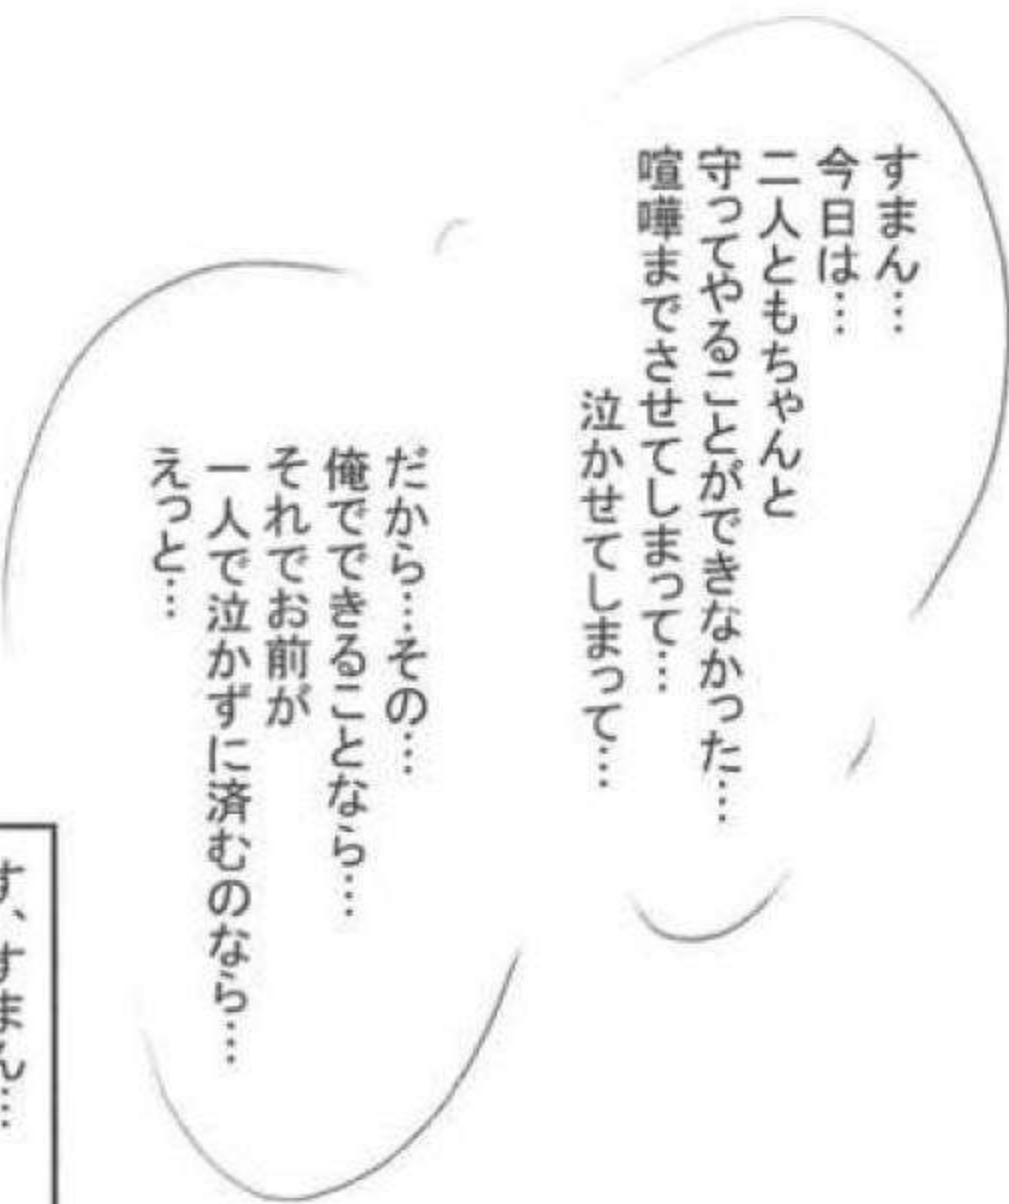 すまん…
今日は…
二人ともちゃんと
守ってやることができなかった…
喧嘩までさせてしまって…
泣かせてしまって…
だから…その…
俺でできることなら…
それでお前が
一人で泣かずに済むのなら…
えっと…
す、すまん…